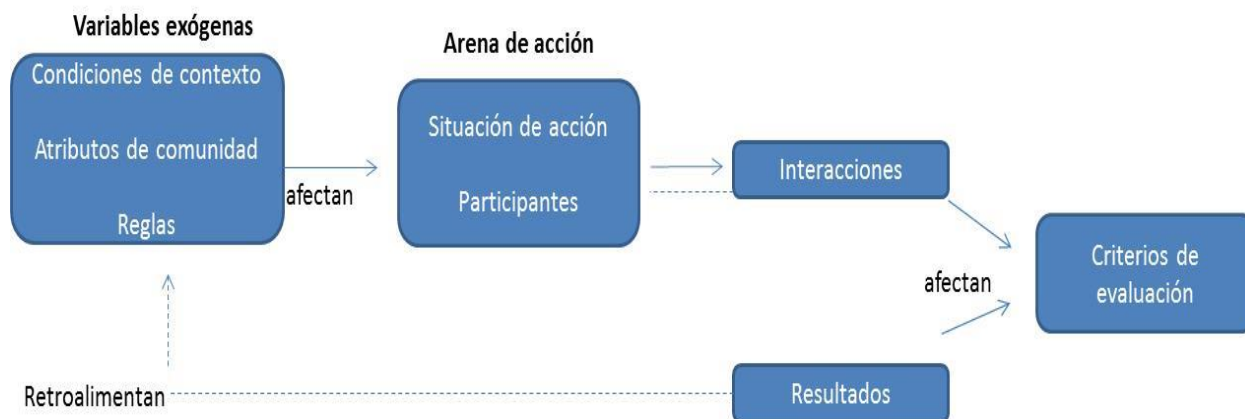 Variables exógenas
Condiciones de contexto
Atributos de comunidad
Reglas
afectan
Arena de acción
Situación de acción
Participantes
Interacciones
afectan
Criterios de
evaluación
Retroalimentan
Resultados